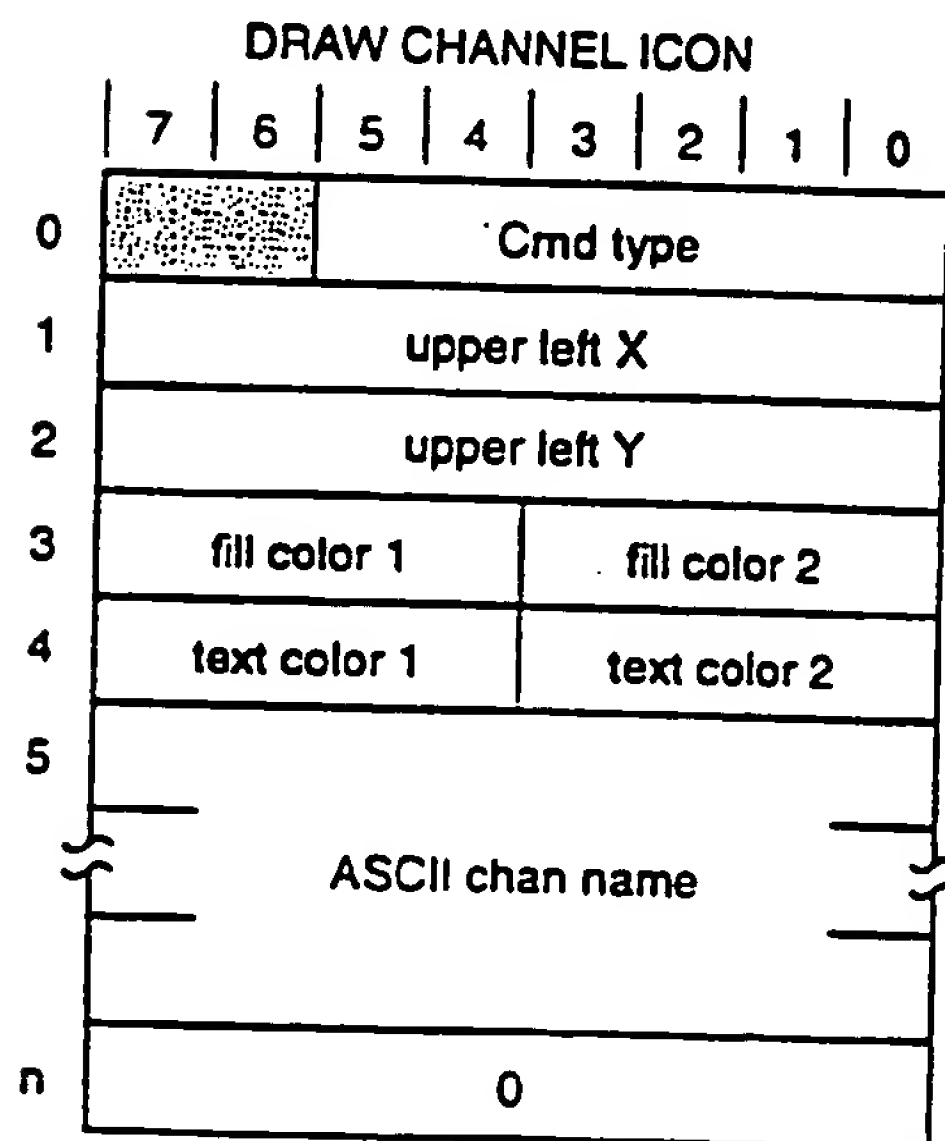 DRAW CHANNEL ICON
7 6 5 4 3 2 1 0
0 Cmd type
1 upper left X
2 upper left Y
3 fill color 1 fill color 2
4 text color 1 text color 2
5
ASCII chan name
n 0